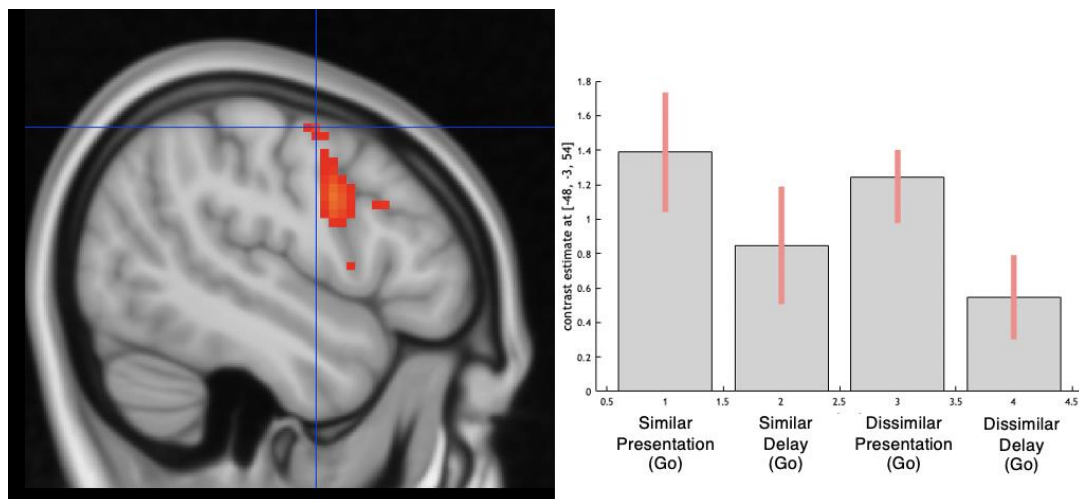 contrast estimate at [-48, -3, 54]
1.8
1.6
1.4
1.2
1
0.8
0.6
0.4
0.2
0
0.5 1 1.5 2 2.5 3 3.5 4 4.5
Similar Presentation (Go)
Similar Delay (Go)
Dissimilar Presentation (Go)
Dissimilar Delay (Go)